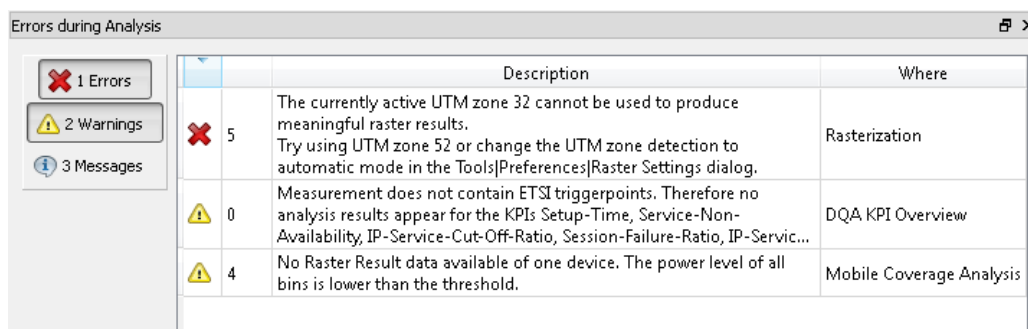 Errors during Analysis
1 Errors
2 Warnings
3 Messages
Description Where
5 The currently active UTM zone 32 cannot be used to produce
meaningful raster results.
Try using UTM zone 52 or change the UTM zone detection to
automatic mode in the Tools|Preferences|Raster Settings dialog.
Rasterization
0 Measurement does not contain ETSI triggerpoints. Therefore no
analysis results appear for the KPIs Setup-Time, Service-Non-
Availability, IP-Service-Cut-Off-Ratio, Session-Failure-Ratio, IP-Servic...
DQA KPI Overview
4 No Raster Result data available of one device. The power level of all
bins is lower than the threshold.
Mobile Coverage Analysis